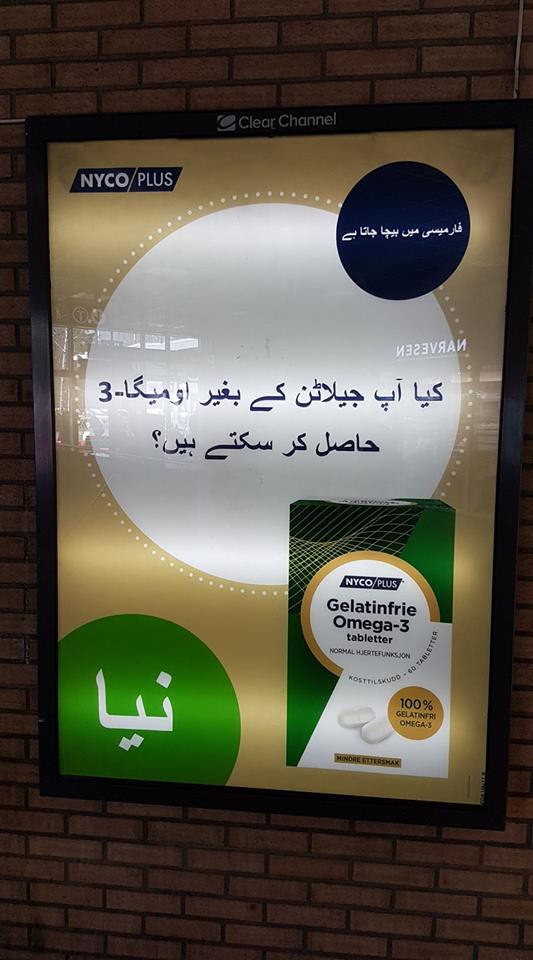 Clear Channel
NYCO/PLUS
فارمیسی میں بیچا جاتا ہے
NARVESEN
کیا آپ جیلاٹن کے بغیر اومیگا-3
حاصل کر سکتے ہیں؟
نیا
NYCO/PLUS
Gelatinfrie
Omega-3
tabletter
NORMAL HJERTEFUNKSJON
KOSTTILSKUDD - 60 TABLETTER
100%
GELATINFRI
OMEGA-3
MINDRE ETTERSMAK